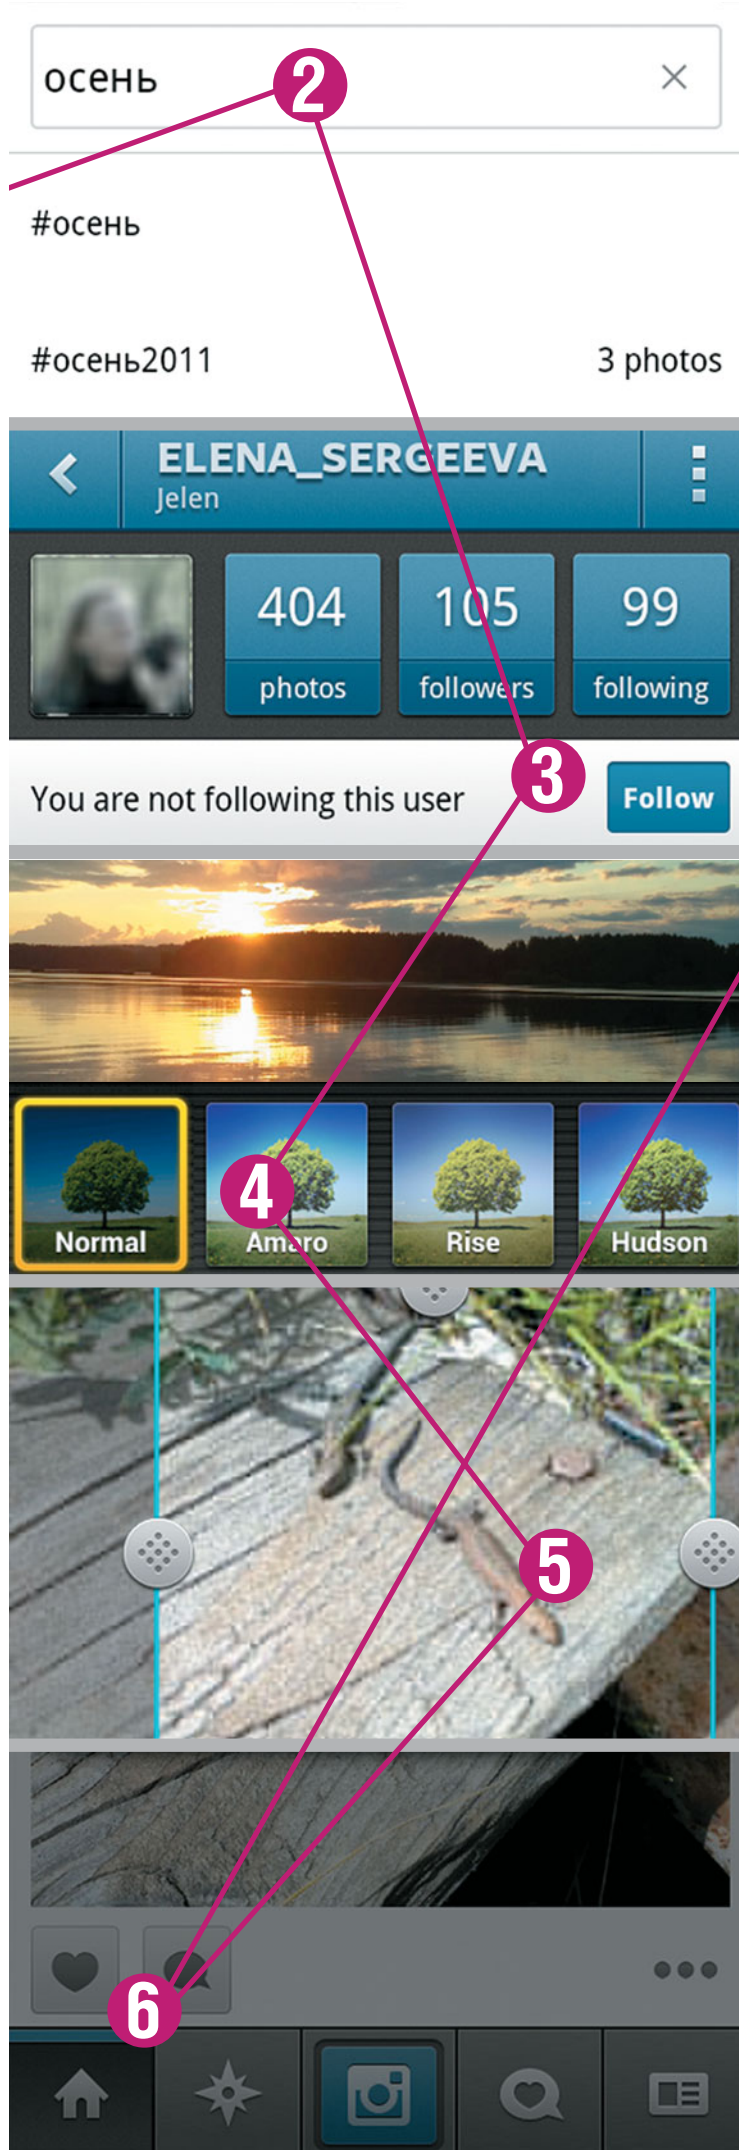 осень
2
#осень
#осень2011 3 photos
ELENA_SERGEEVA
Jelen
404 105 99
photos followers following
You are not following this user
3
Follow
4
Normal Amaro Rise Hudson
5
6